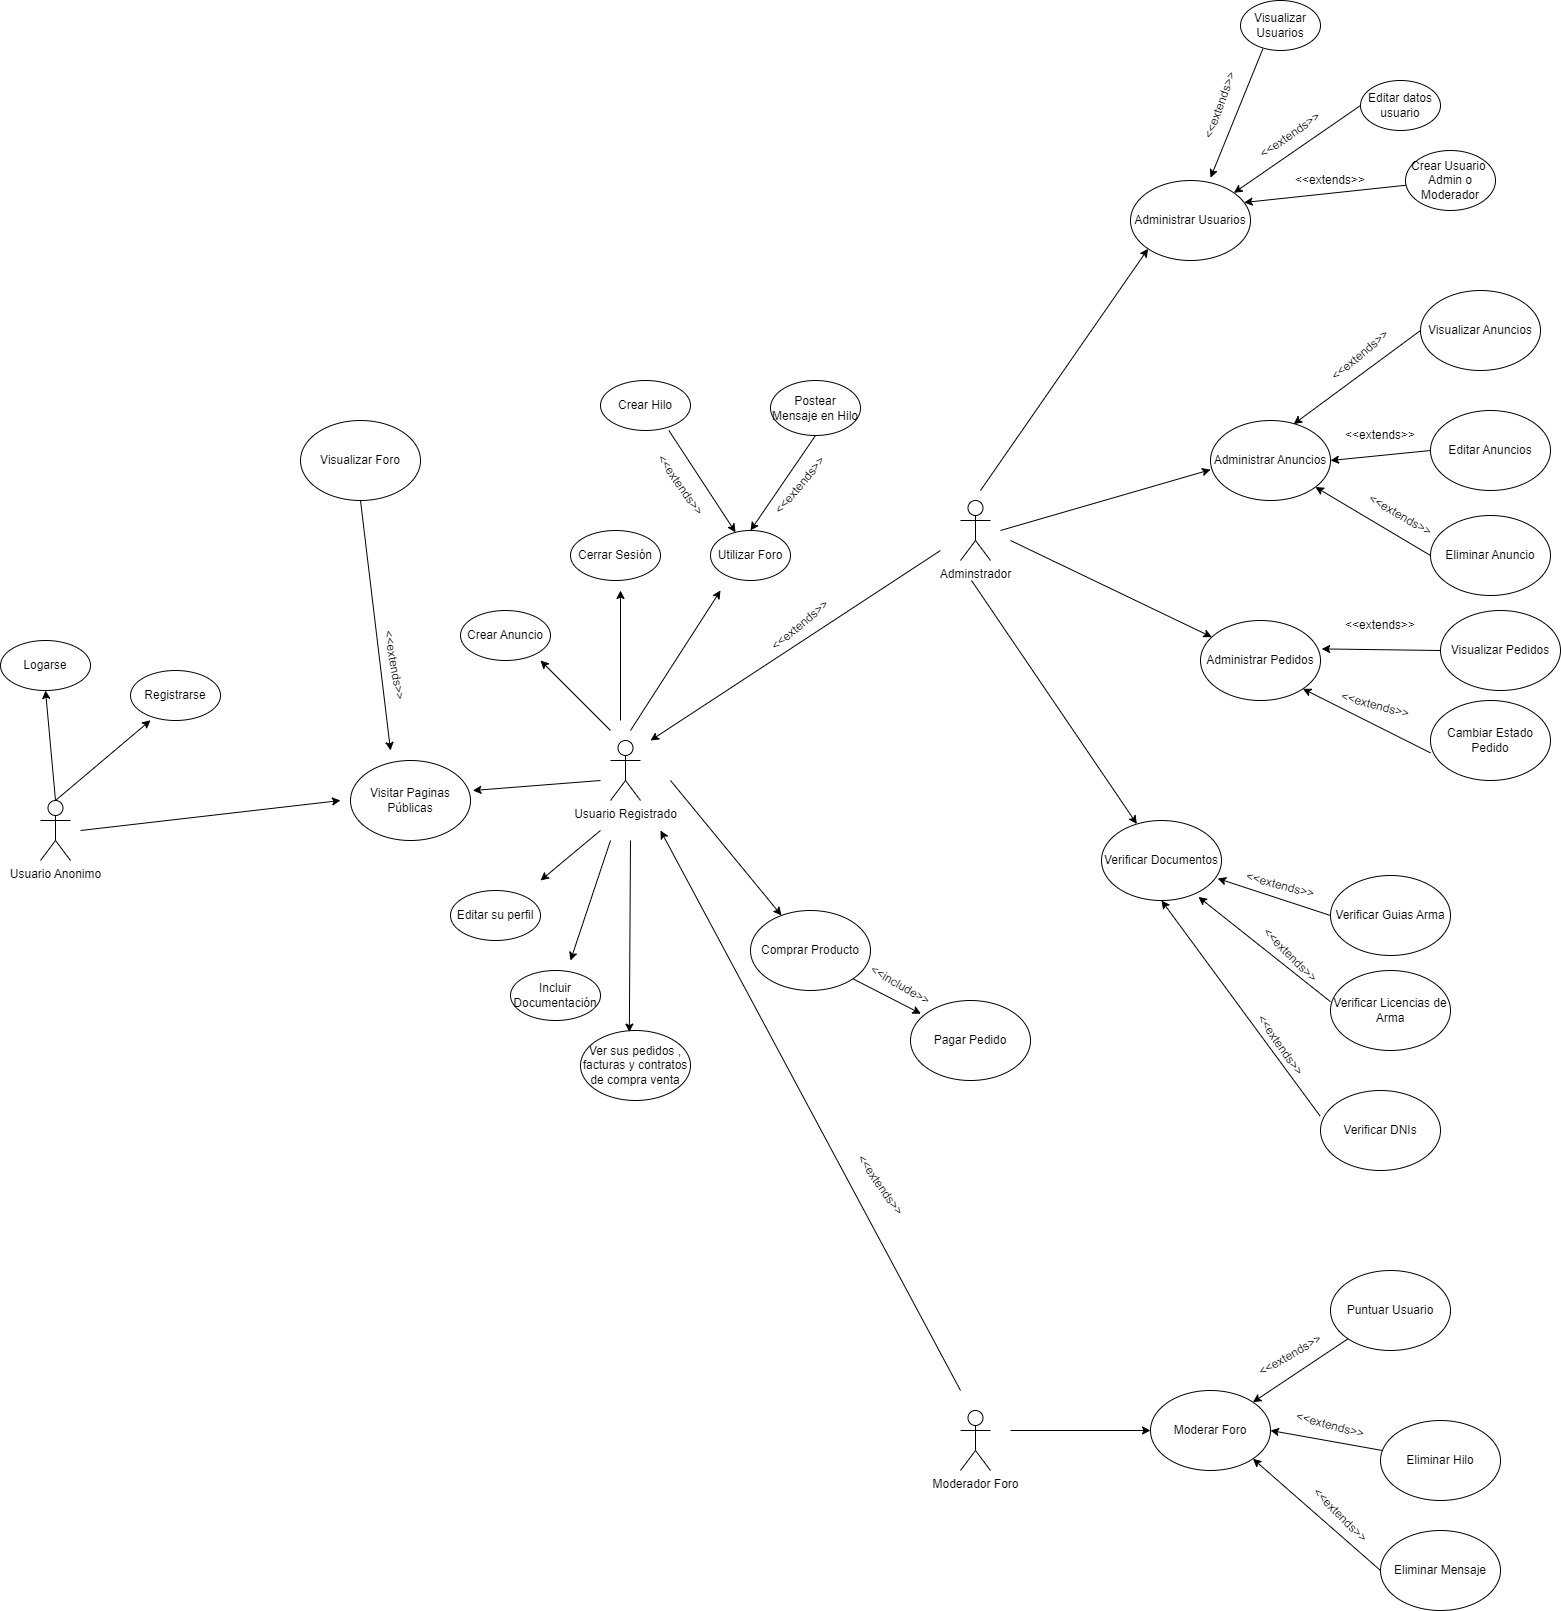 Visualizar
Usuarios
<<extends>>
Editar datos
usuario
<<extends>>
Crear Usuario
Admin o
Moderador
<<extends>>
Administrar Usuarios
Visualizar Anuncios
<<extends>>
Administrar Anuncios
<<extends>>
Editar Anuncios
<<extends>>
Eliminar Anuncio
Crear Hilo
Postear
Mensaje en Hilo
<<extends>>
<<extends>>
Visualizar Foro
<<extends>>
Cerrar Sesión
Utilizar Foro
Adminstrador
<<extends>>
Crear Anuncio
Administrar Pedidos
<<extends>>
Visualizar Pedidos
<<extends>>
Cambiar Estado
Pedido
Logarse
Registrarse
Visitar Paginas
Públicas
Usuario Registrado
Usuario Anonimo
Verificar Documentos
<<extends>>
Verificar Guias Arma
<<extends>>
Verificar Licencias de
Arma
<<extends>>
Verificar DNIs
Editar su perfil
Incluir
Documentación
Ver sus pedidos ,
facturas y contratos
de compra venta
Comprar Producto
<<include>>
Pagar Pedido
<<extends>>
Puntuar Usuario
<<extends>>
Moderador Foro
Moderar Foro
<<extends>>
Eliminar Hilo
<<extends>>
Eliminar Mensaje